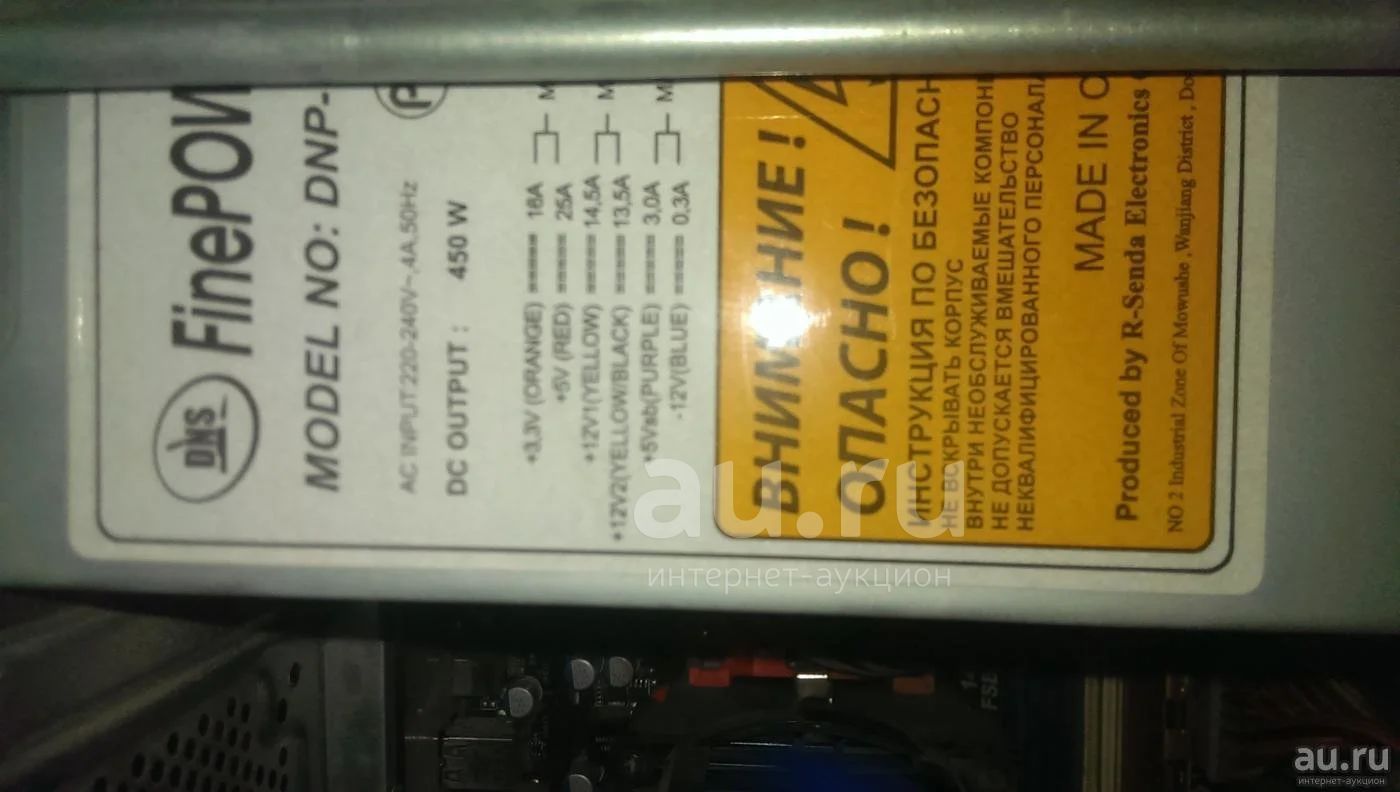 DNS FinePOW
MODEL NO: DNP-
AC INPUT 220-240V~,4A,50Hz
DC OUTPUT : 450 W
+3,3V (ORANGE) 16A M
+5V (RED) 25A
+12V1(YELLOW) 14,5A M
+12V2(YELLOW/BLACK) 13,5A
+5Vsb(PURPLE) 3,0A M
-12V(BLUE) 0,3A
ВНИМАНИЕ!
ОПАСНО!
ИНСТРУКЦИЯ ПО БЕЗОПАСН
НЕ ВСКРЫВАТЬ КОРПУС
ВНУТРИ НЕОБСЛУЖИВАЕМЫЕ КОМПОН
НЕ ДОПУСКАЕТСЯ ВМЕШАТЕЛЬСТВО
НЕКВАЛИФИЦИРОВАННОГО ПЕРСОНАЛ
MADE IN C
Produced by R-Senda Electronics
NO 2 Industrial Zone Of Mowushe ,Wanjiang District , Do
au.ru
интернет-аукцион
au.ru
интернет-аукцион